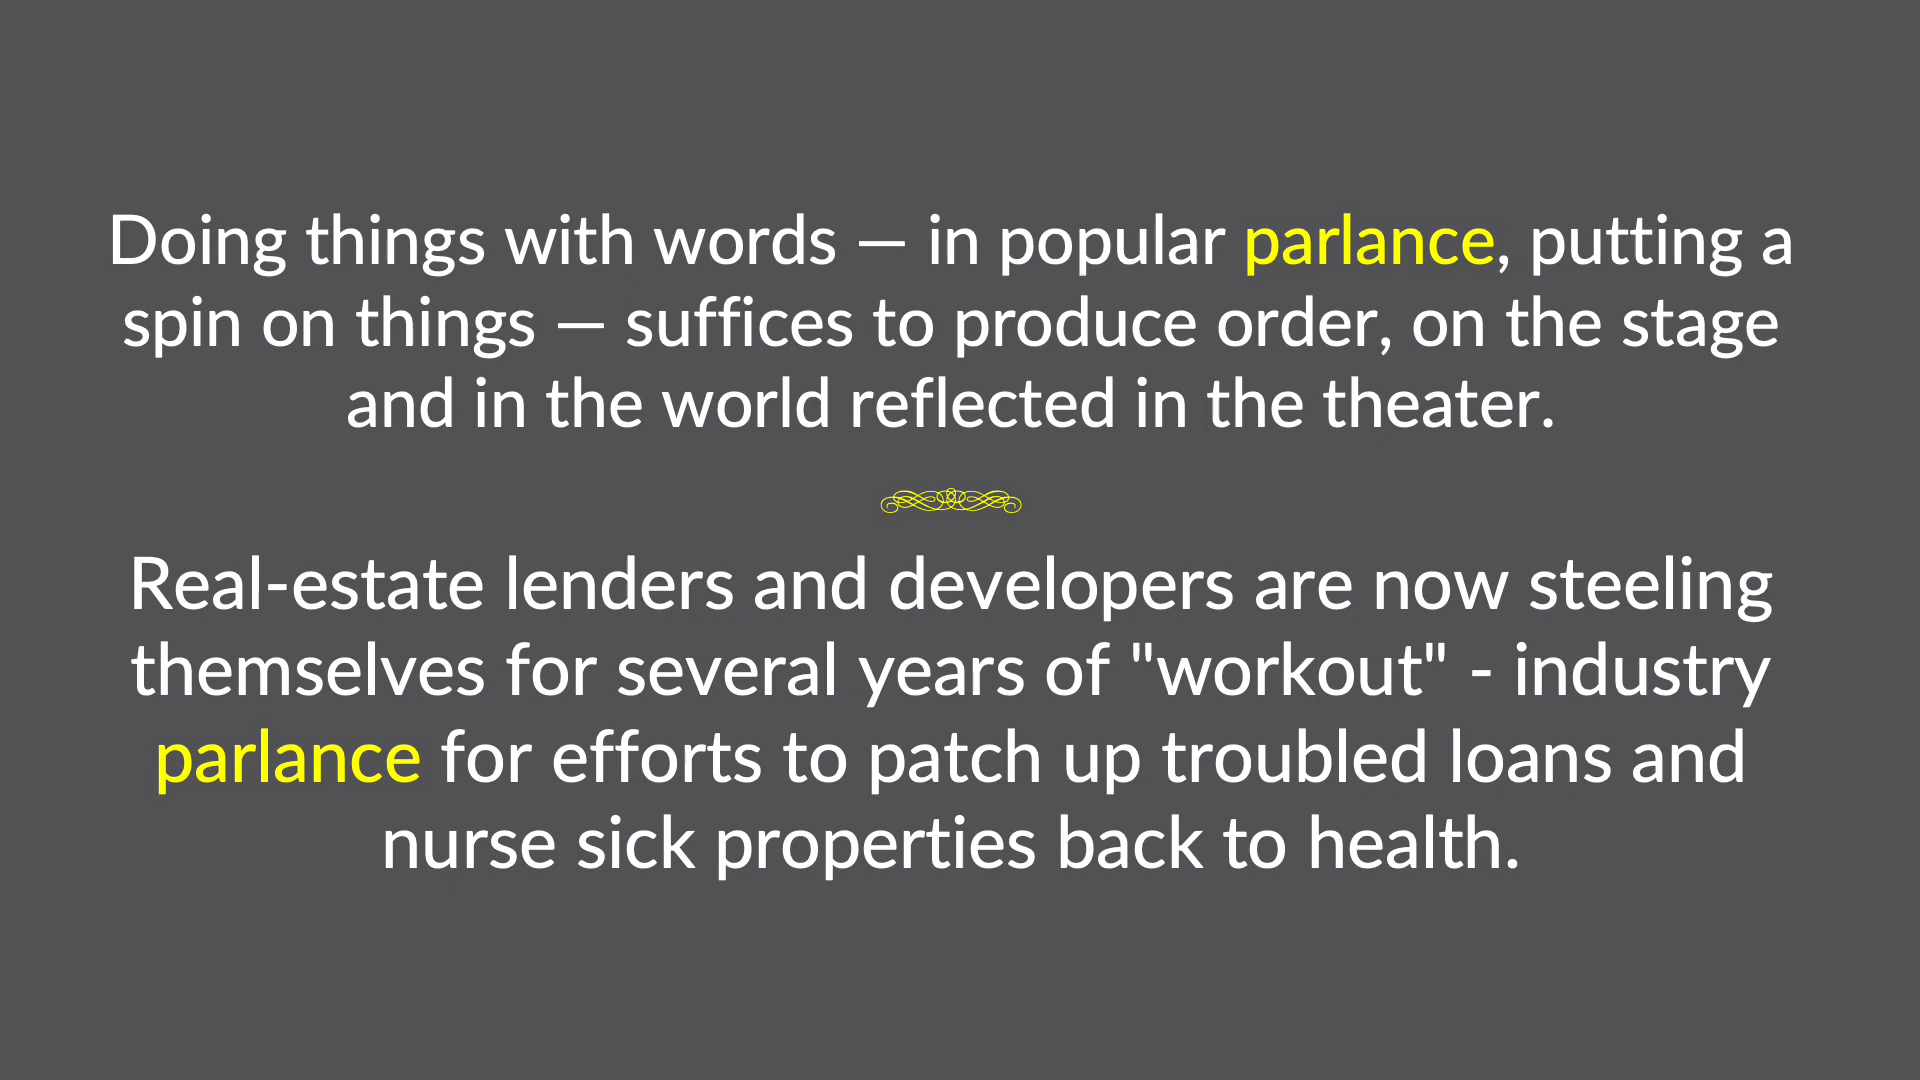 Doing things with words — in popular parlance, putting a
spin on things — suffices to produce order, on the stage
and in the world reflected in the theater.
Real-estate lenders and developers are now steeling
themselves for several years of "workout" - industry
parlance for efforts to patch up troubled loans and
nurse sick properties back to health.